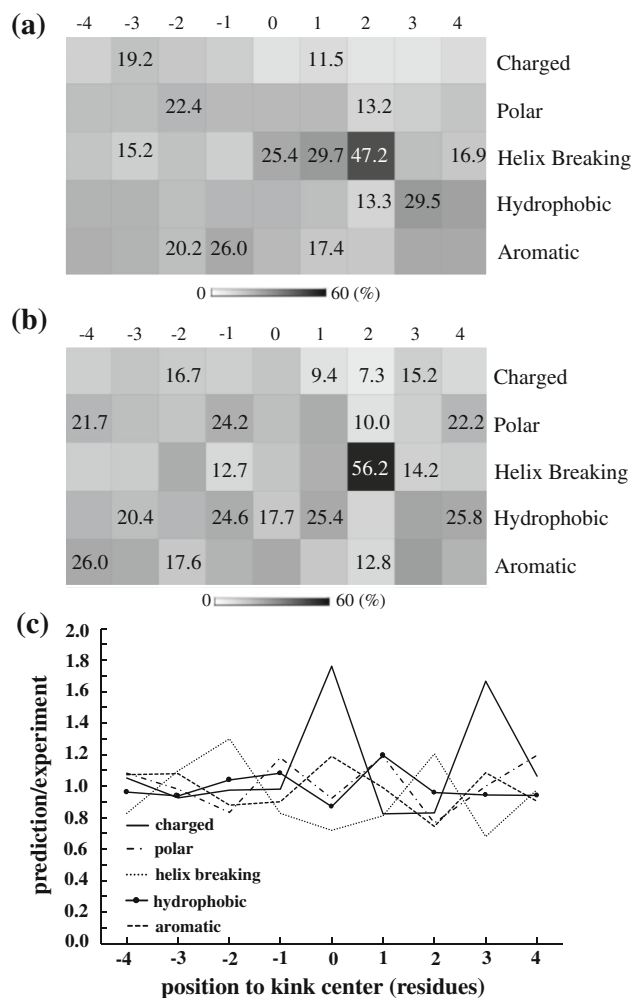 (a)
-4 -3 -2 -1 0 1 2 3 4
19.2 11.5 Charged
22.4 13.2 Polar
15.2 25.4 29.7 47.2 16.9 Helix Breaking
13.3 29.5 Hydrophobic
20.2 26.0 17.4 Aromatic
0 60 (%)
(b)
-4 -3 -2 -1 0 1 2 3 4
16.7 9.4 7.3 15.2 Charged
21.7 24.2 10.0 22.2 Polar
12.7 56.2 14.2 Helix Breaking
20.4 24.6 17.7 25.4 25.8 Hydrophobic
26.0 17.6 12.8 Aromatic
0 60 (%)
(c)
prediction/experiment
2.0
1.8
1.6
1.4
1.2
1.0
0.8
0.6
0.4
0.2
0.0
charged
polar
helix breaking
hydrophobic
aromatic
-4 -3 -2 -1 0 1 2 3 4
position to kink center (residues)